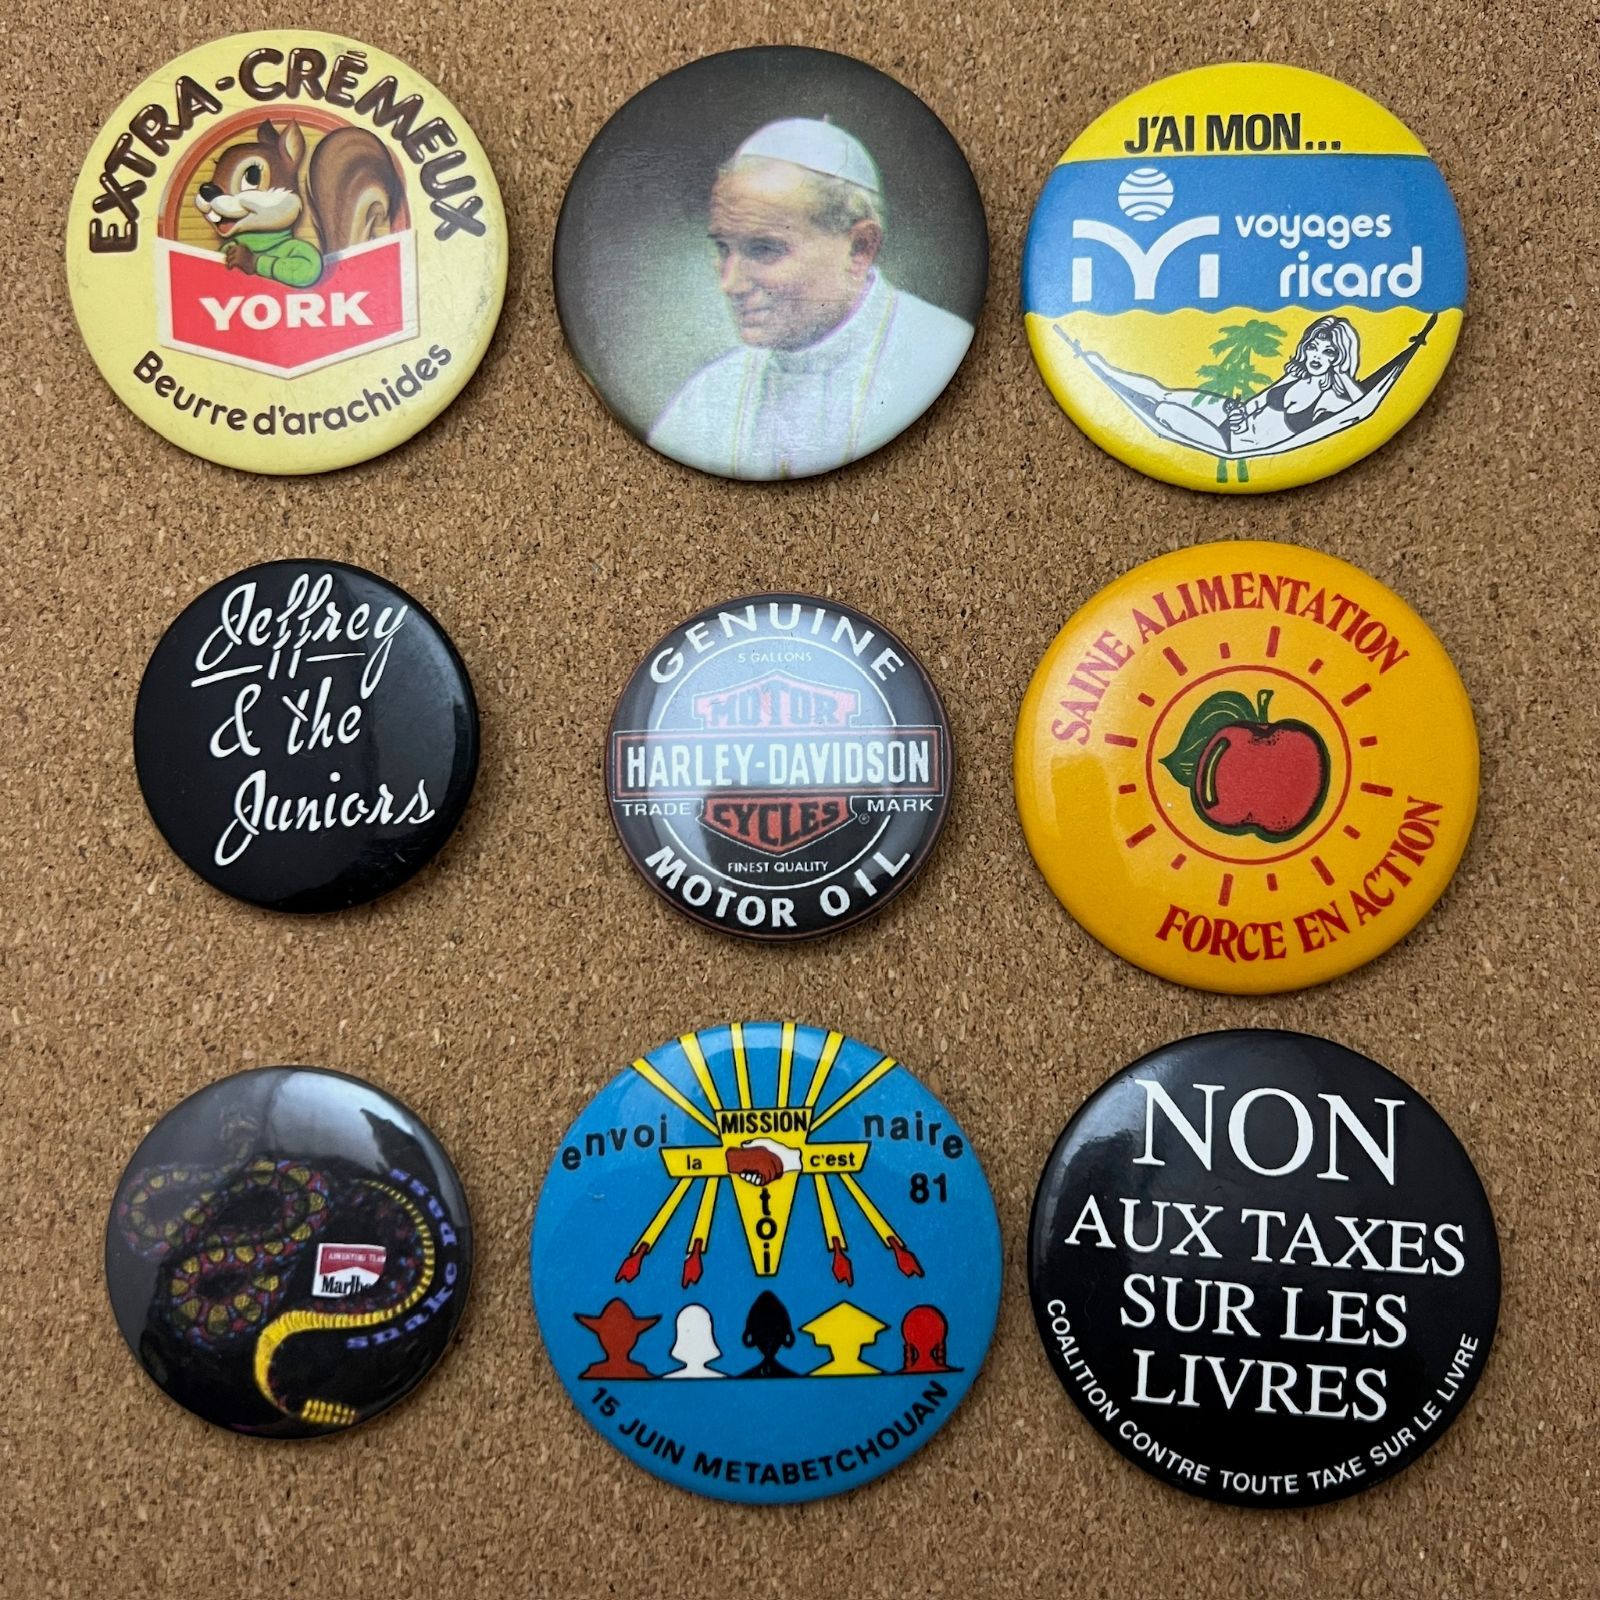 EXTRA-CRÉMEUX
YORK
Beurre d'arachides
J'AI MON...
voyages
ricard
Jeffrey
& the
Juniors
GENUINE
5 GALLONS
MOTOR
HARLEY-DAVIDSON
TRADE MARK
CYCLES ®
FINEST QUALITY
MOTOR OIL
SAINE ALIMENTATION
FORCE EN ACTION
snake
envoi MISSION naire
la c'est
toi
81
15 JUIN METABETCHOUAN
NON
AUX TAXES
SUR LES
LIVRES
COALITION CONTRE TOUTE TAXE SUR LE LIVRE